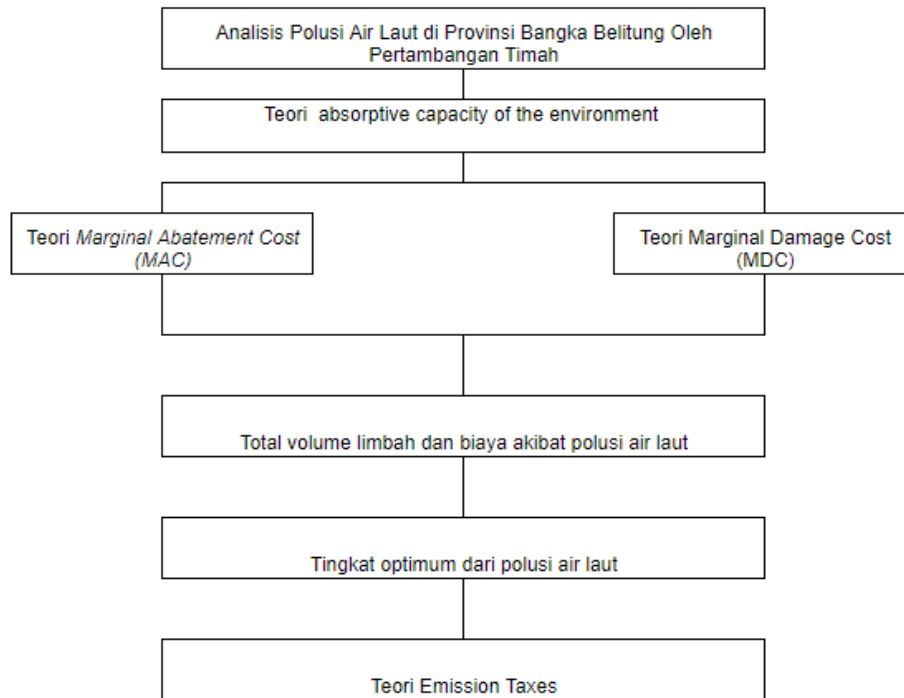 Analisis Polusi Air Laut di Provinsi Bangka Belitung Oleh
Pertambangan Timah
Teori absorptive capacity of the environment
Teori Marginal Abatement Cost
(MAC)
Teori Marginal Damage Cost
(MDC)
Total volume limbah dan biaya akibat polusi air laut
Tingkat optimum dari polusi air laut
Teori Emission Taxes